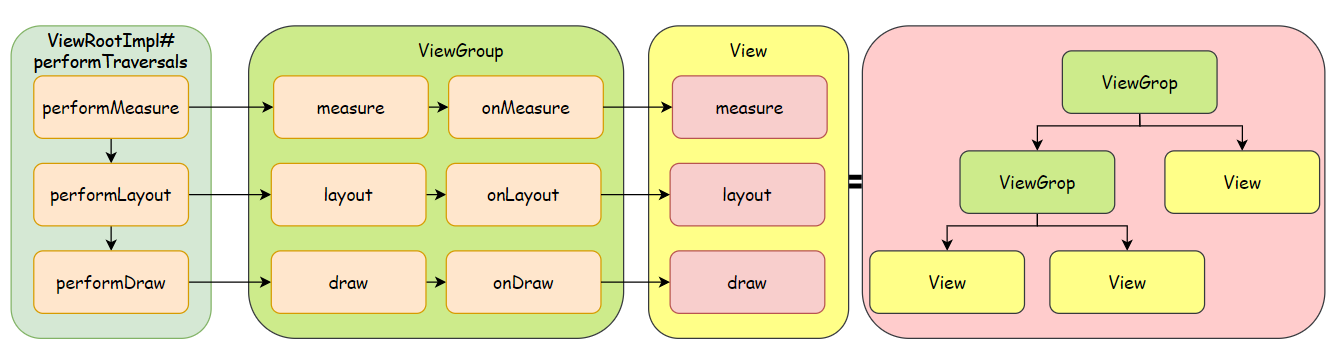 ViewRootImpl#
performTraversals
performMeasure
performLayout
performDraw
ViewGroup
measure
onMeasure
layout
onLayout
draw
onDraw
View
measure
layout
draw
=
ViewGrop
ViewGrop
View
View
View